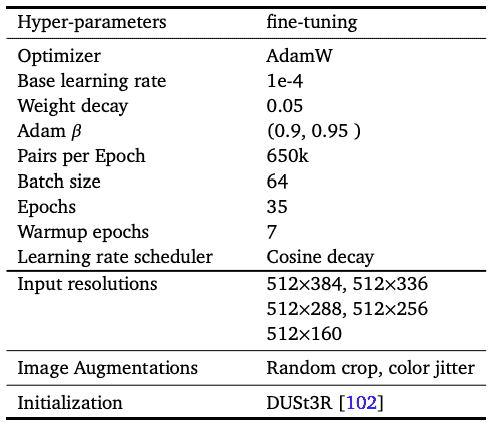 Hyper-parameters fine-tuning
Optimizer AdamW
Base learning rate 1e-4
Weight decay 0.05
Adam β (0.9, 0.95 )
Pairs per Epoch 650k
Batch size 64
Epochs 35
Warmup epochs 7
Learning rate scheduler Cosine decay
Input resolutions 512×384, 512×336
512×288, 512×256
512×160
Image Augmentations Random crop, color jitter
Initialization DUSt3R [102]